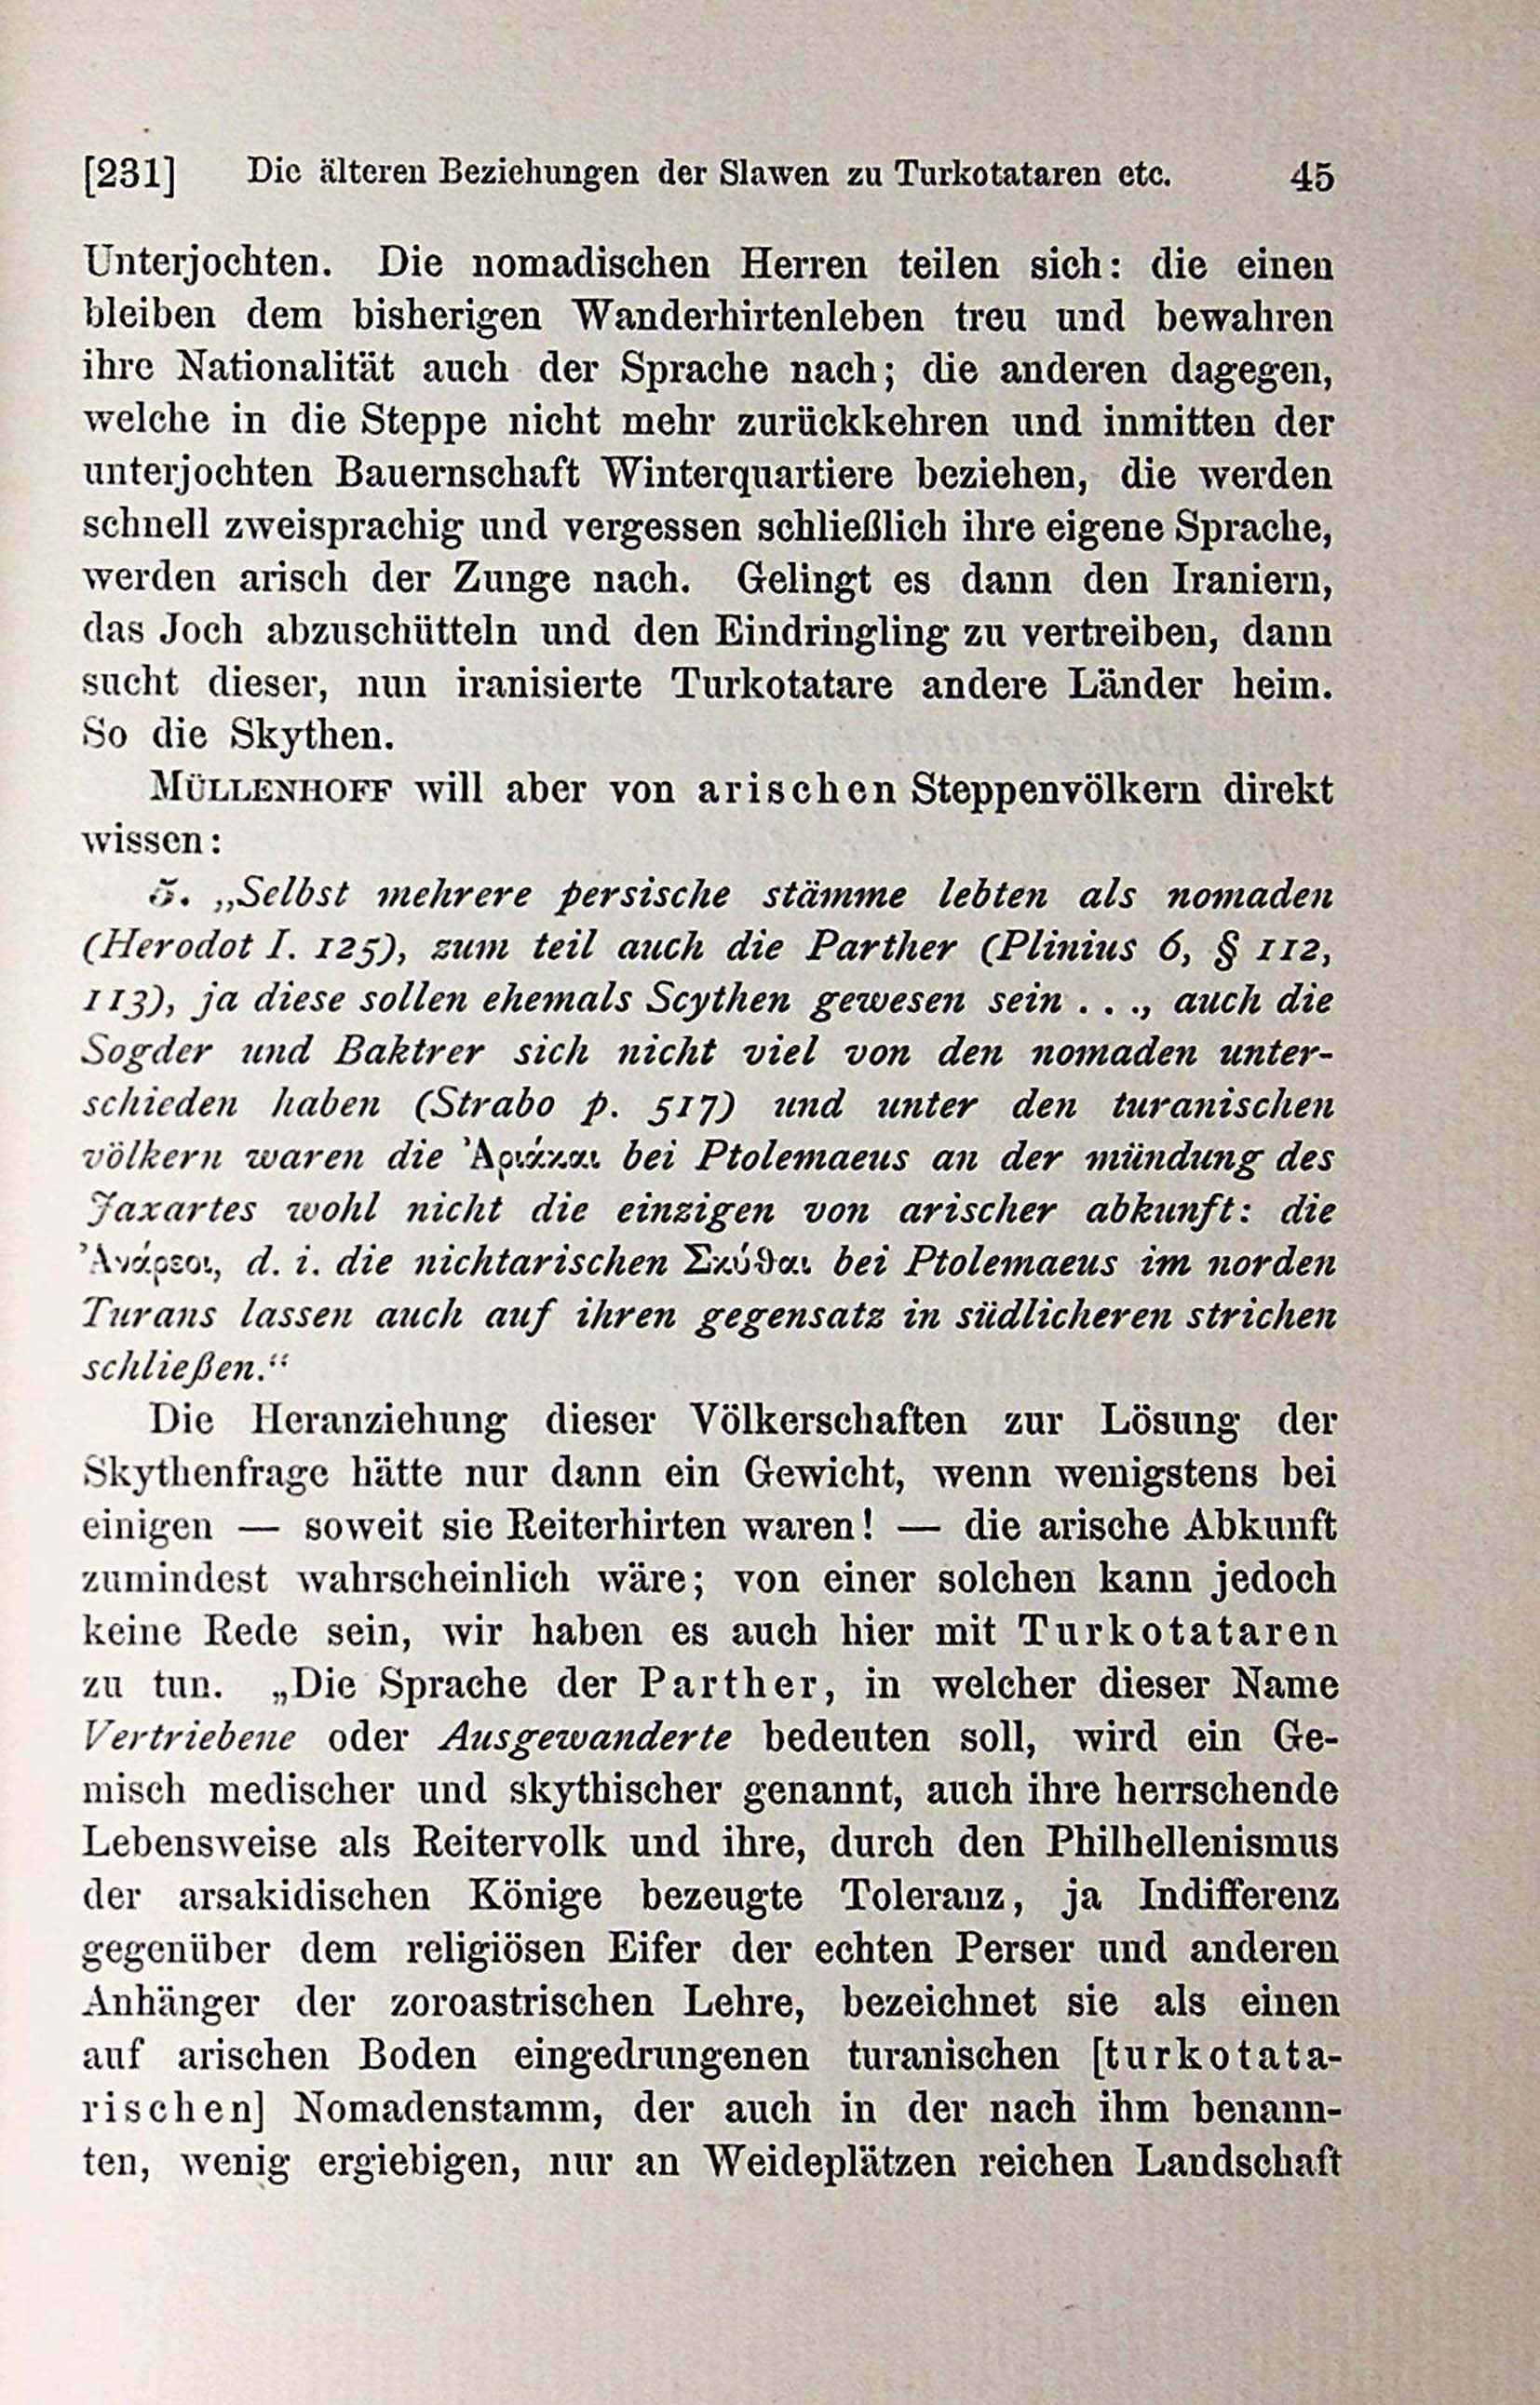 [231] Die älteren Beziehungen der Slawen zu Turkotataren etc. 45
Unterjochten. Die nomadischen Herren teilen sich: die einen
bleiben dem bisherigen Wanderhirtenleben treu und bewahren
ihre Nationalität auch der Sprache nach; die anderen dagegen,
welche in die Steppe nicht mehr zurückkehren und inmitten der
unterjochten Bauernschaft Winterquartiere beziehen, die werden
schnell zweisprachig und vergessen schließlich ihre eigene Sprache,
werden arisch der Zunge nach. Gelingt es dann den Iraniern,
das Joch abzuschütteln und den Eindringling zu vertreiben, dann
sucht dieser, nun iranisierte Turkotatare andere Länder heim.
So die Skythen.
MÜLLENHOFF will aber von arischen Steppenvölkern direkt
wissen:
5. „Selbst mehrere persische stämme lebten als nomaden
(Herodot I. 125), zum teil auch die Parther (Plinius 6, § 112,
113), ja diese sollen ehemals Scythen gewesen sein . . ., auch die
Sogder und Baktrer sich nicht viel von den nomaden unter-
schieden haben (Strabo p. 517) und unter den turanischen
völkern waren die Ἀριάκαι bei Ptolemaeus an der mündung des
Jaxartes wohl nicht die einzigen von arischer abkunft: die
Ἀνάρεοι, d. i. die nichtarischen Σκύθαι bei Ptolemaeus im norden
Turans lassen auch auf ihren gegensatz in südlicheren strichen
schließen.“
Die Heranziehung dieser Völkerschaften zur Lösung der
Skythenfrage hätte nur dann ein Gewicht, wenn wenigstens bei
einigen — soweit sie Reiterhirten waren! — die arische Abkunft
zumindest wahrscheinlich wäre; von einer solchen kann jedoch
keine Rede sein, wir haben es auch hier mit Turkotataren
zu tun. „Die Sprache der Parther, in welcher dieser Name
Vertriebene oder Ausgewanderte bedeuten soll, wird ein Ge-
misch medischer und skythischer genannt, auch ihre herrschende
Lebensweise als Reitervolk und ihre, durch den Philhellenismus
der arsakidischen Könige bezeugte Toleranz, ja Indifferenz
gegenüber dem religiösen Eifer der echten Perser und anderen
Anhänger der zoroastrischen Lehre, bezeichnet sie als einen
auf arischen Boden eingedrungenen turanischen [turkotata-
rischen] Nomadenstamm, der auch in der nach ihm benann-
ten, wenig ergiebigen, nur an Weideplätzen reichen Landschaft